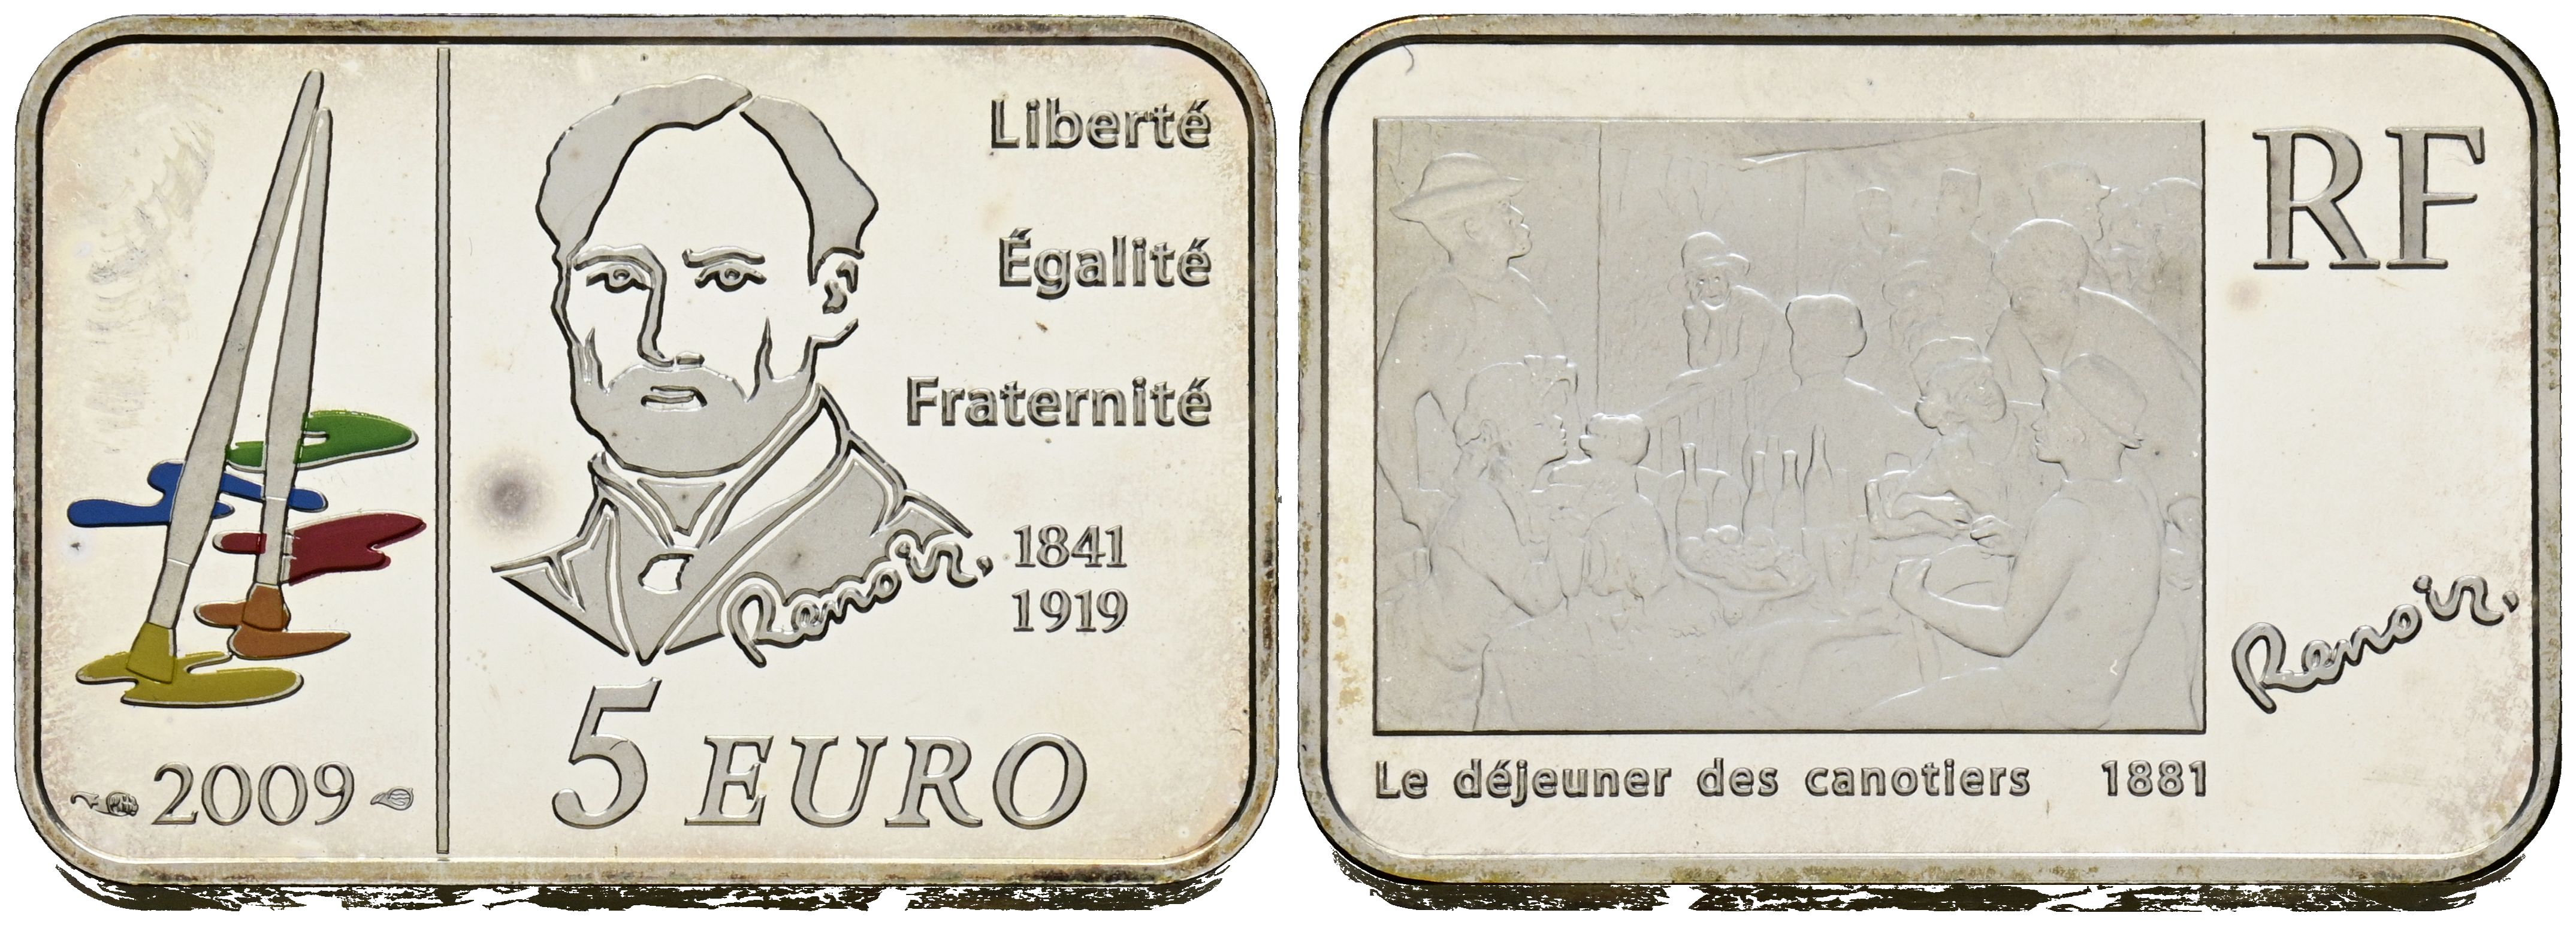 Liberté
Égalité
Fraternité
Renoir,
1841
1919
2009
5 EURO
RF
Renoir,
Le déjeuner des canotiers 1881